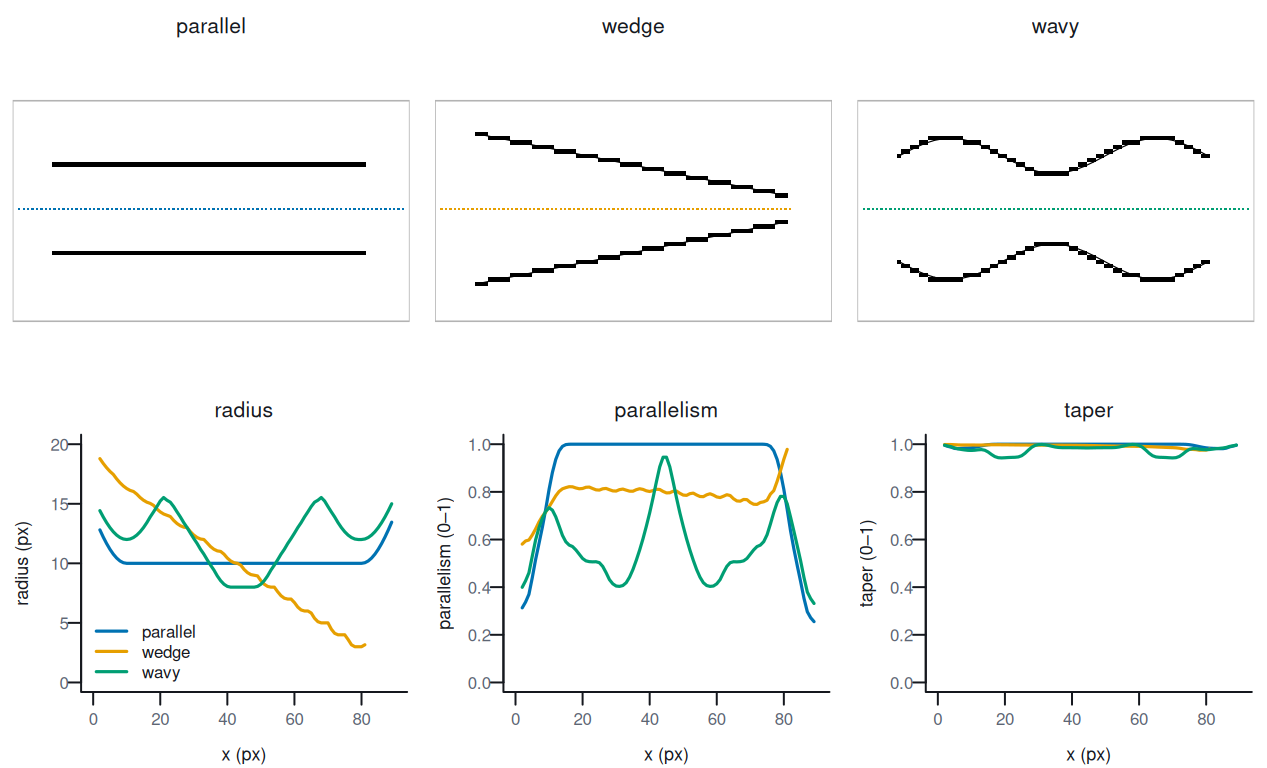 parallel wedge wavy
radius parallelism taper
radius (px)
20
15
10
5
0
parallel
wedge
wavy
0 20 40 60 80
x (px)
parallelism (0–1)
1.0
0.8
0.6
0.4
0.2
0.0
0 20 40 60 80
x (px)
taper (0–1)
1.0
0.8
0.6
0.4
0.2
0.0
0 20 40 60 80
x (px)